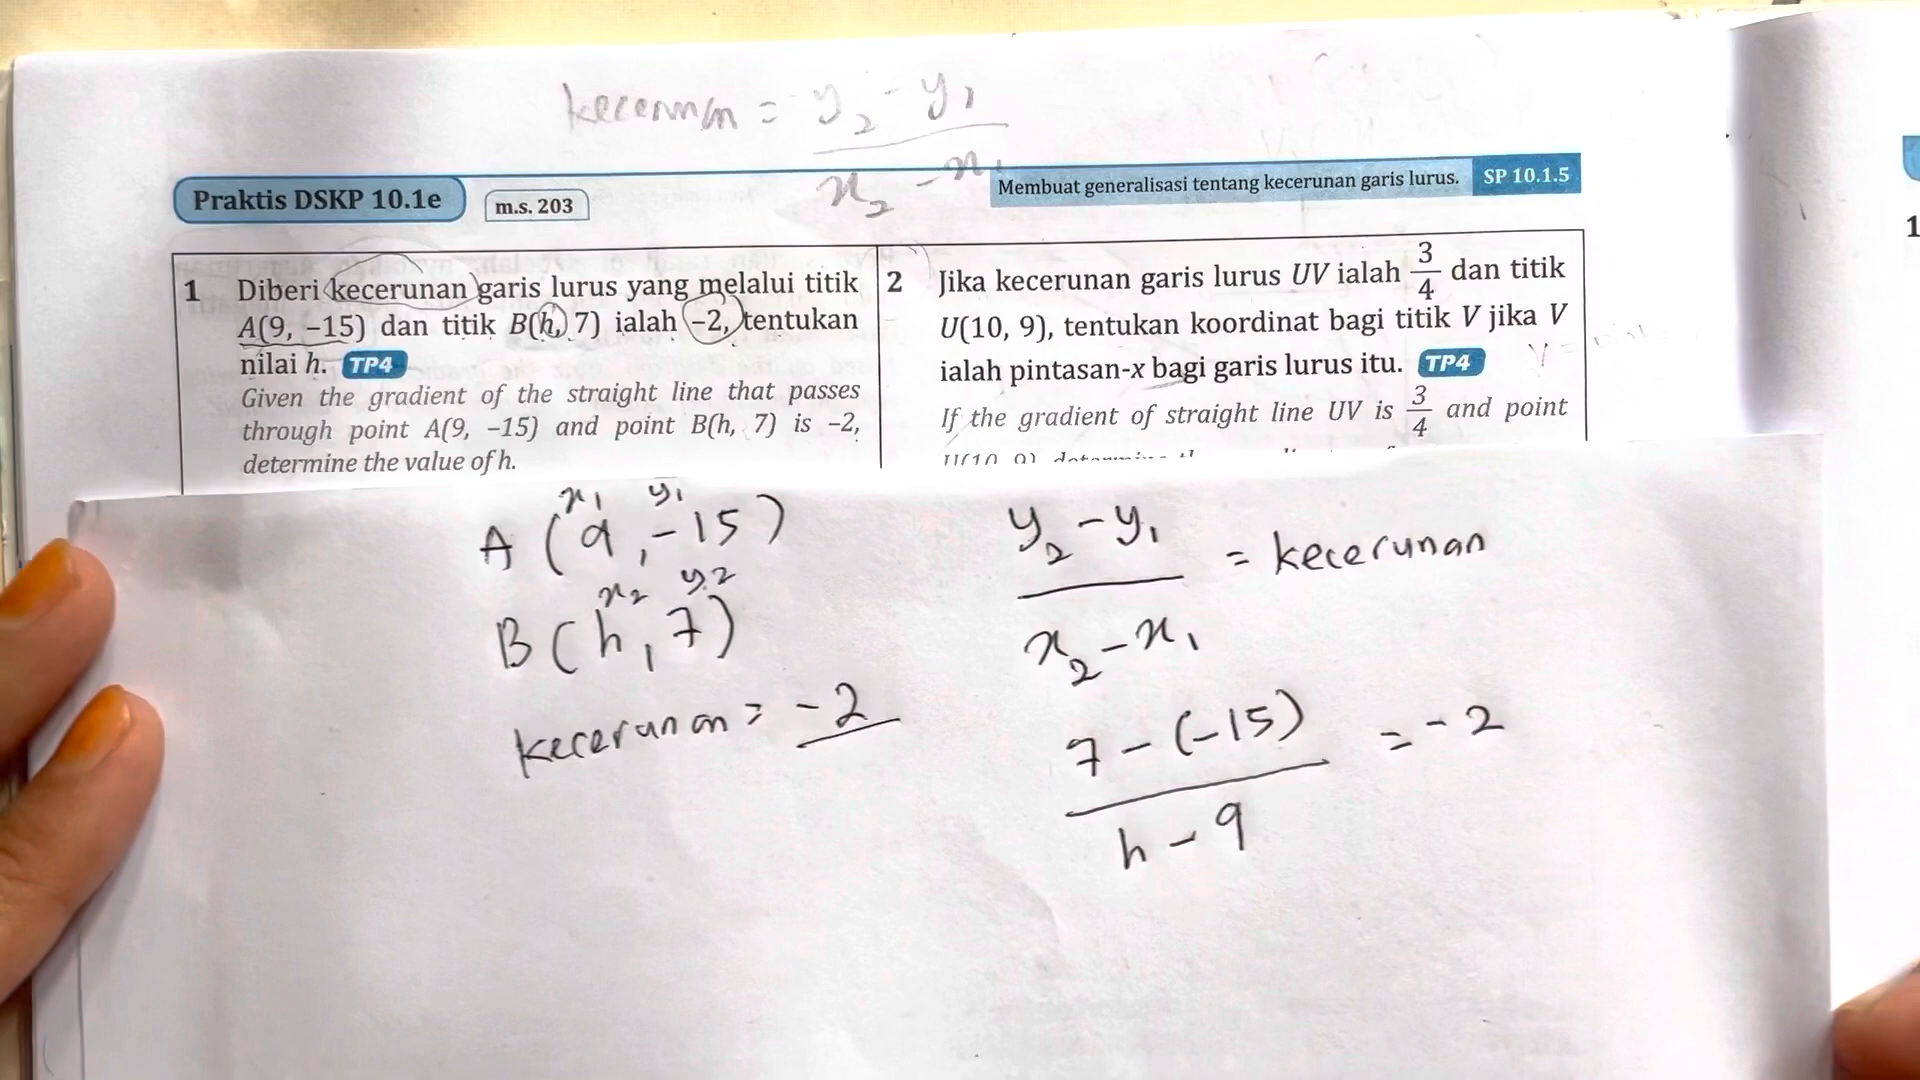 kecerunan = y₂ - y₁
x₂ - x₁
Praktis DSKP 10.1e
m.s. 203
Membuat generalisasi tentang kecerunan garis lurus.
SP 10.1.5
1 Diberi kecerunan garis lurus yang melalui titik
A(9, –15) dan titik B(h, 7) ialah –2, tentukan
nilai h. TP4
Given the gradient of the straight line that passes
through point A(9, –15) and point B(h, 7) is –2,
determine the value of h.
2 Jika kecerunan garis lurus UV ialah 3/4 dan titik
U(10, 9), tentukan koordinat bagi titik V jika V
ialah pintasan-x bagi garis lurus itu. TP4
If the gradient of straight line UV is 3/4 and point
x₁ y₁
A (9, -15)
x₂ y₂
B (h, 7)
kecerunan = -2
y₂ - y₁
= kecerunan
x₂ - x₁
7 - (-15)
= -2
h - 9
1